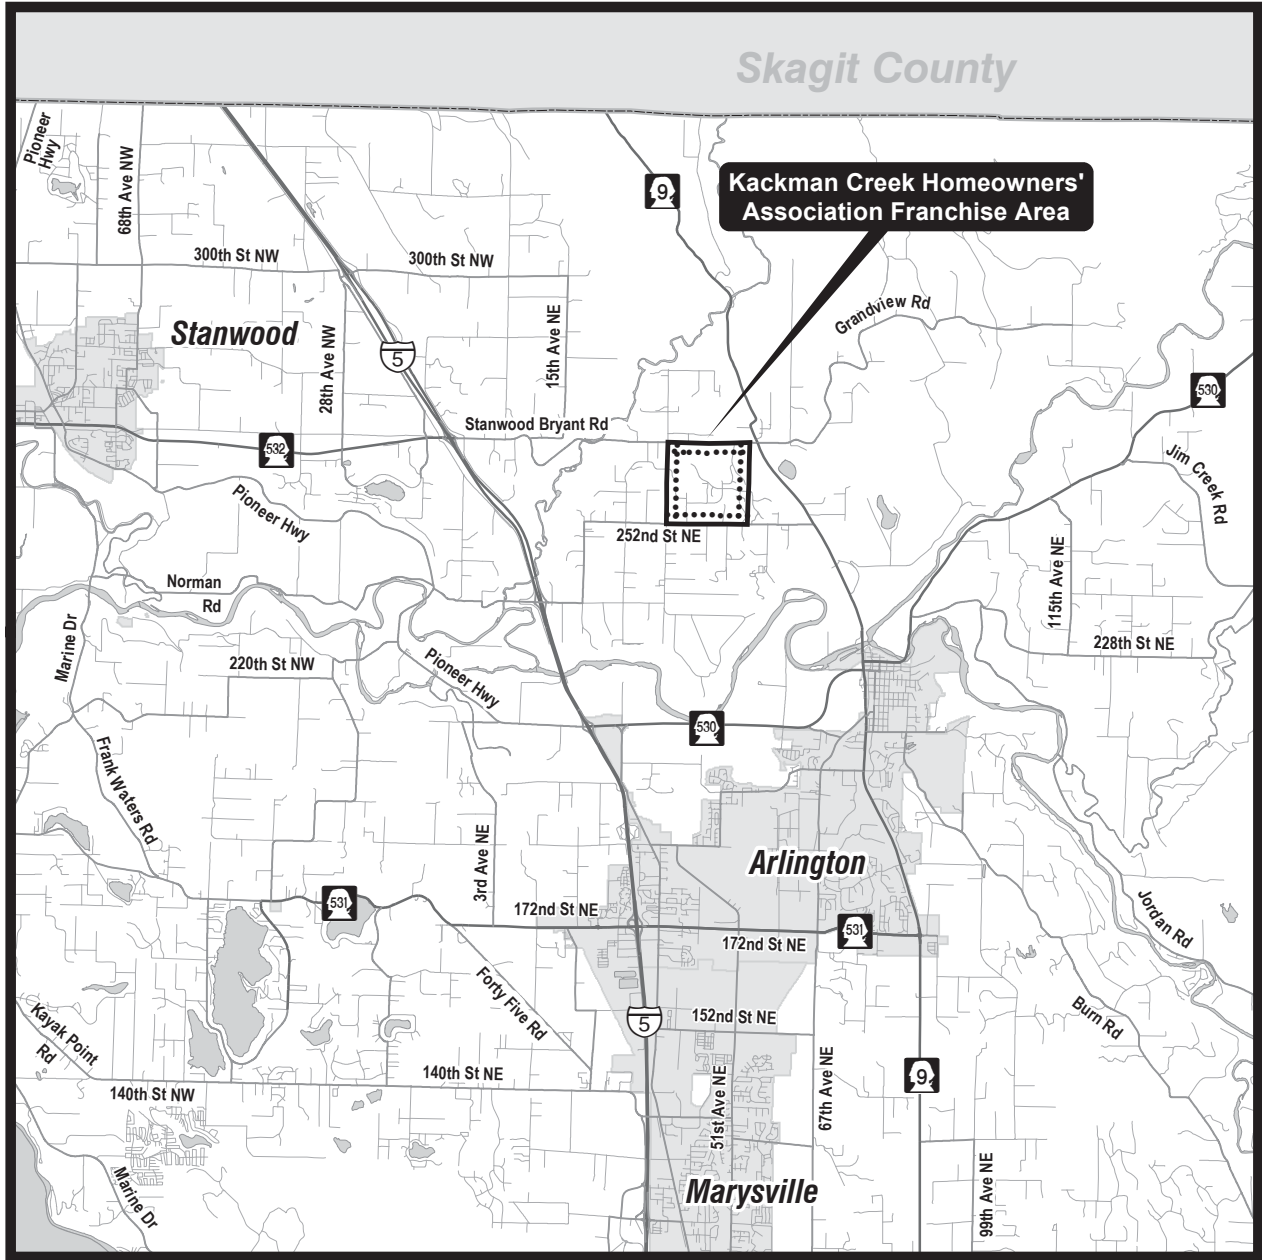 Skagit County
Pioneer
Hwy
68th Ave NW
9
Kackman Creek Homeowners'
Association Franchise Area
300th St NW
300th St NW
Grandview Rd
Stanwood
28th Ave NW
5
15th Ave NE
530
Stanwood Bryant Rd
532
Jim Creek Rd
Pioneer Hwy
252nd St NE
115th Ave NE
Norman
Rd
Marine Dr
220th St NW
Pioneer Hwy
228th St NE
530
Frank Waters Rd
3rd Ave NE
Arlington
531
172nd St NE
531
172nd St NE
Jordan Rd
Forty Five Rd
Kayak Point
Rd
5
152nd St NE
Burn Rd
140th St NE
140th St NW
51st Ave NE
67th Ave NE
9
Marysville
Marine Dr
99th Ave NE